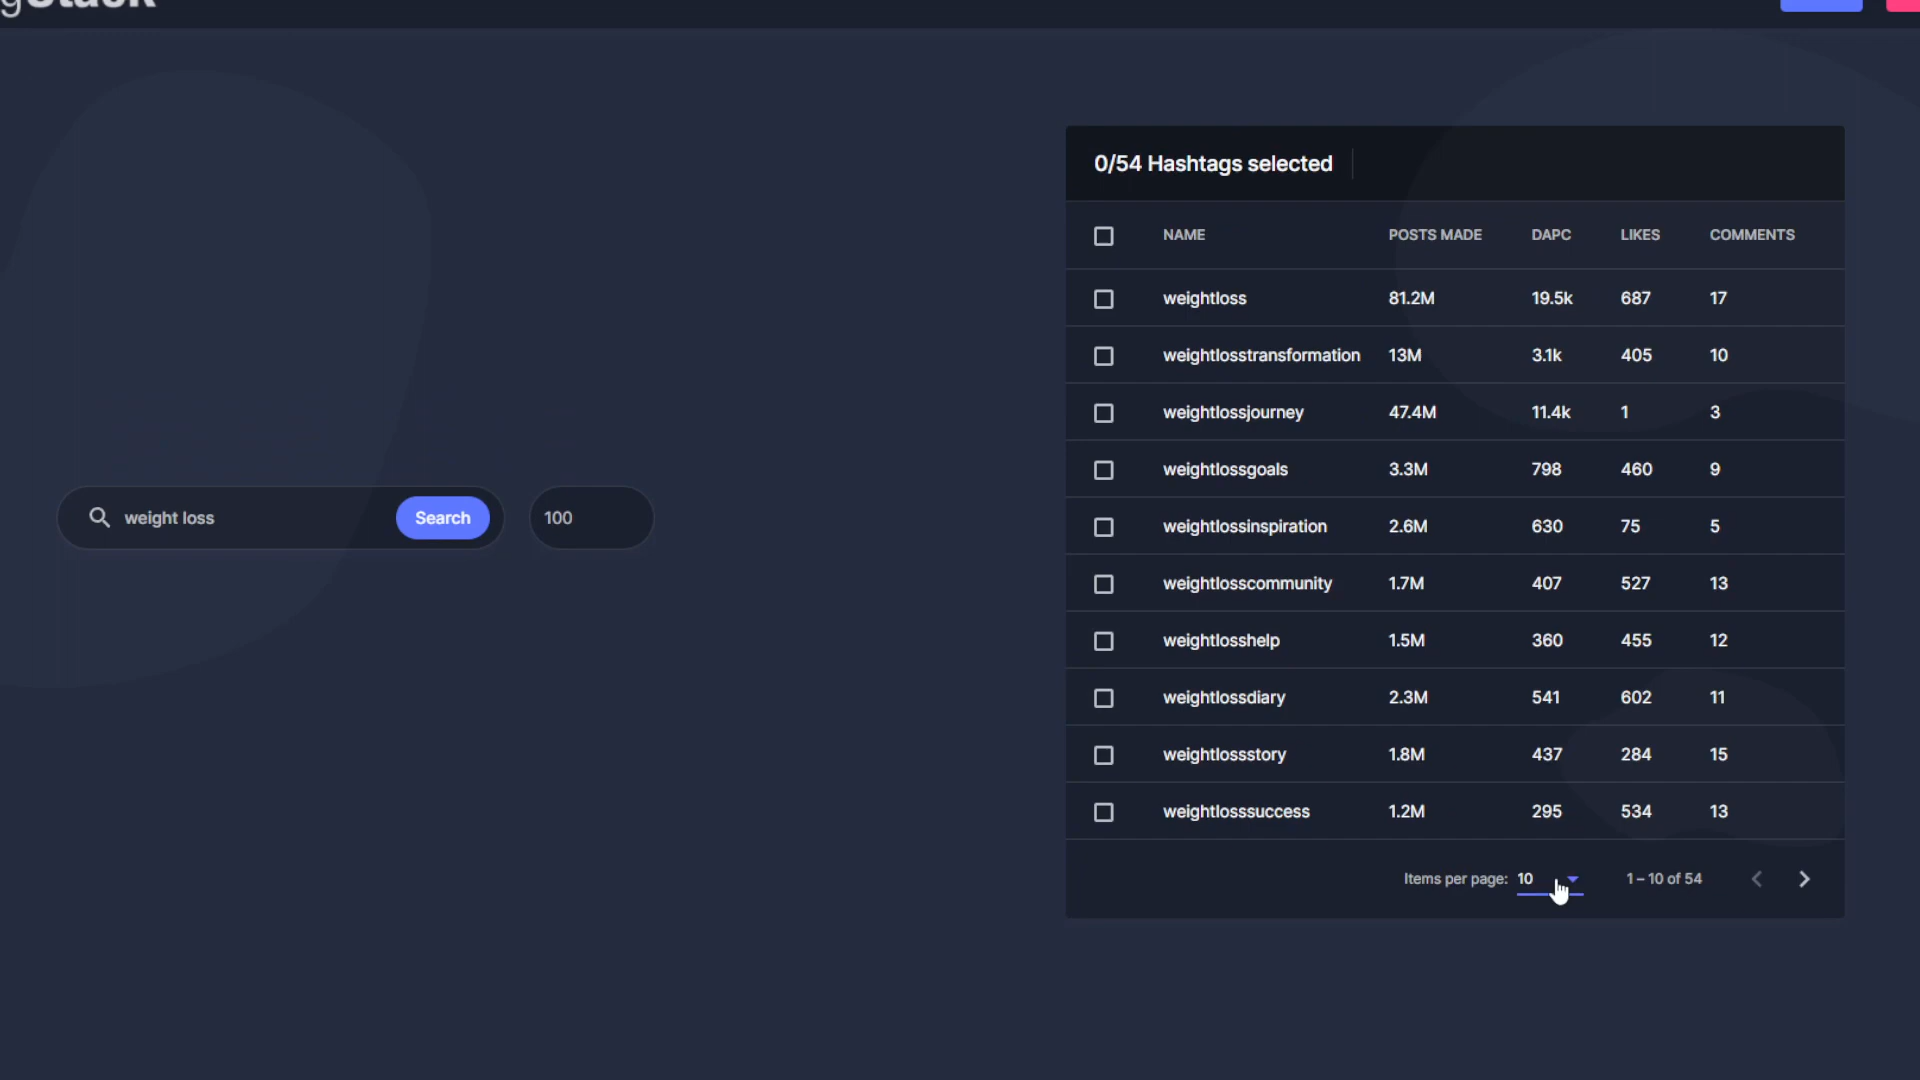 0/54 Hashtags selected
NAME POSTS MADE DAPC LIKES COMMENTS
weightloss 81.2M 19.5k 687 17
weightlosstransformation 13M 3.1k 405 10
weightlossjourney 47.4M 11.4k 1 3
weightlossgoals 3.3M 798 460 9
weight loss Search 100
weightlossinspiration 2.6M 630 75 5
weightlosscommunity 1.7M 407 527 13
weightlosshelp 1.5M 360 455 12
weightlossdiary 2.3M 541 602 11
weightlossstory 1.8M 437 284 15
weightlosssuccess 1.2M 295 534 13
Items per page: 10 1 – 10 of 54